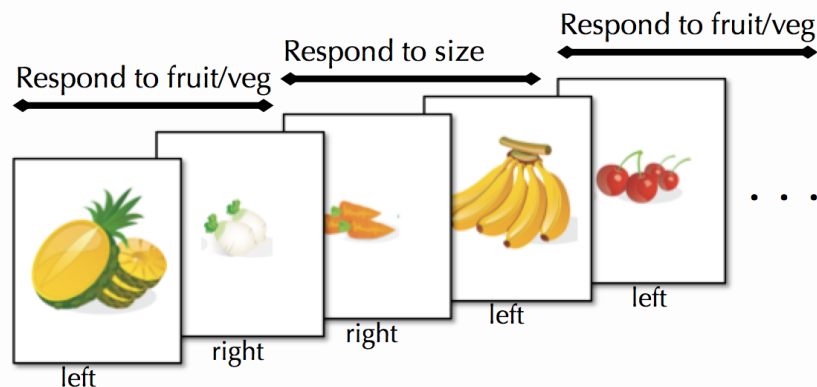 Respond to fruit/veg
Respond to size
Respond to fruit/veg
left
right
right
left
left
. . .